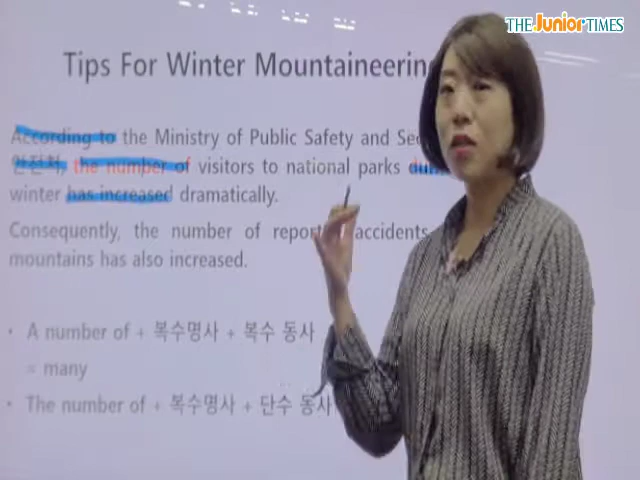 THE Junior TIMES
Tips For Winter Mountaineerin
According to the Ministry of Public Safety and Se
안전처, the number of visitors to national parks
winter has increased dramatically.
Consequently, the number of report accidents
mountains has also increased.
• A number of + 복수명사 + 복수 동사
= many
• The number of + 복수명사 + 단수 동사